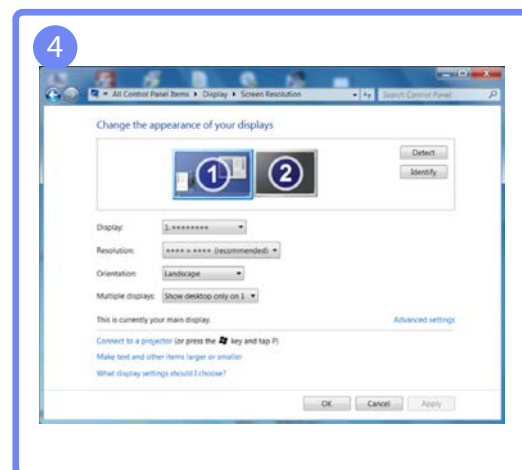 4
All Control Panel Items ▸ Display ▸ Screen Resolution
Search Control Panel
Change the appearance of your displays
1 2
Detect
Identify
Display: 1. ********
Resolution: **** × **** (recommended)
Orientation: Landscape
Multiple displays: Show desktop only on 1
This is currently your main display.
Advanced settings
Connect to a projector (or press the key and tap P)
Make text and other items larger or smaller
What display settings should I choose?
OK Cancel Apply